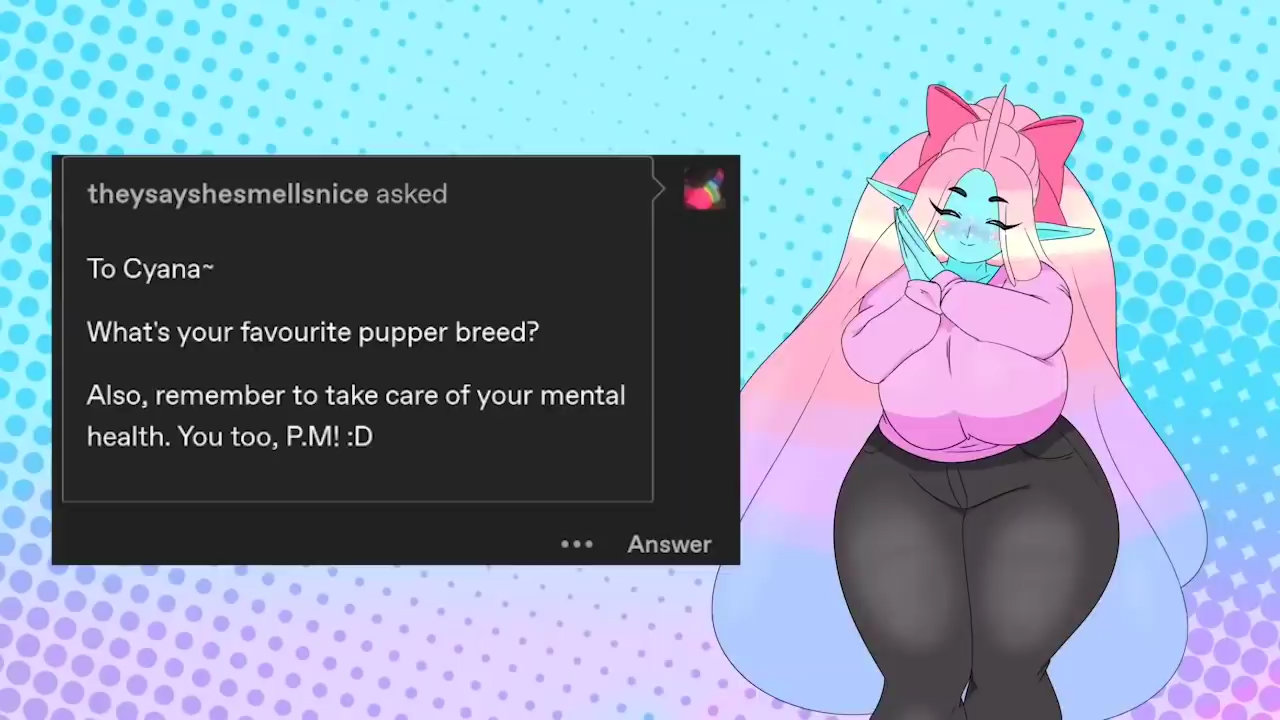 theysayshesmellsnice asked
To Cyana~
What's your favourite pupper breed?
Also, remember to take care of your mental
health. You too, P.M! :D
••• Answer